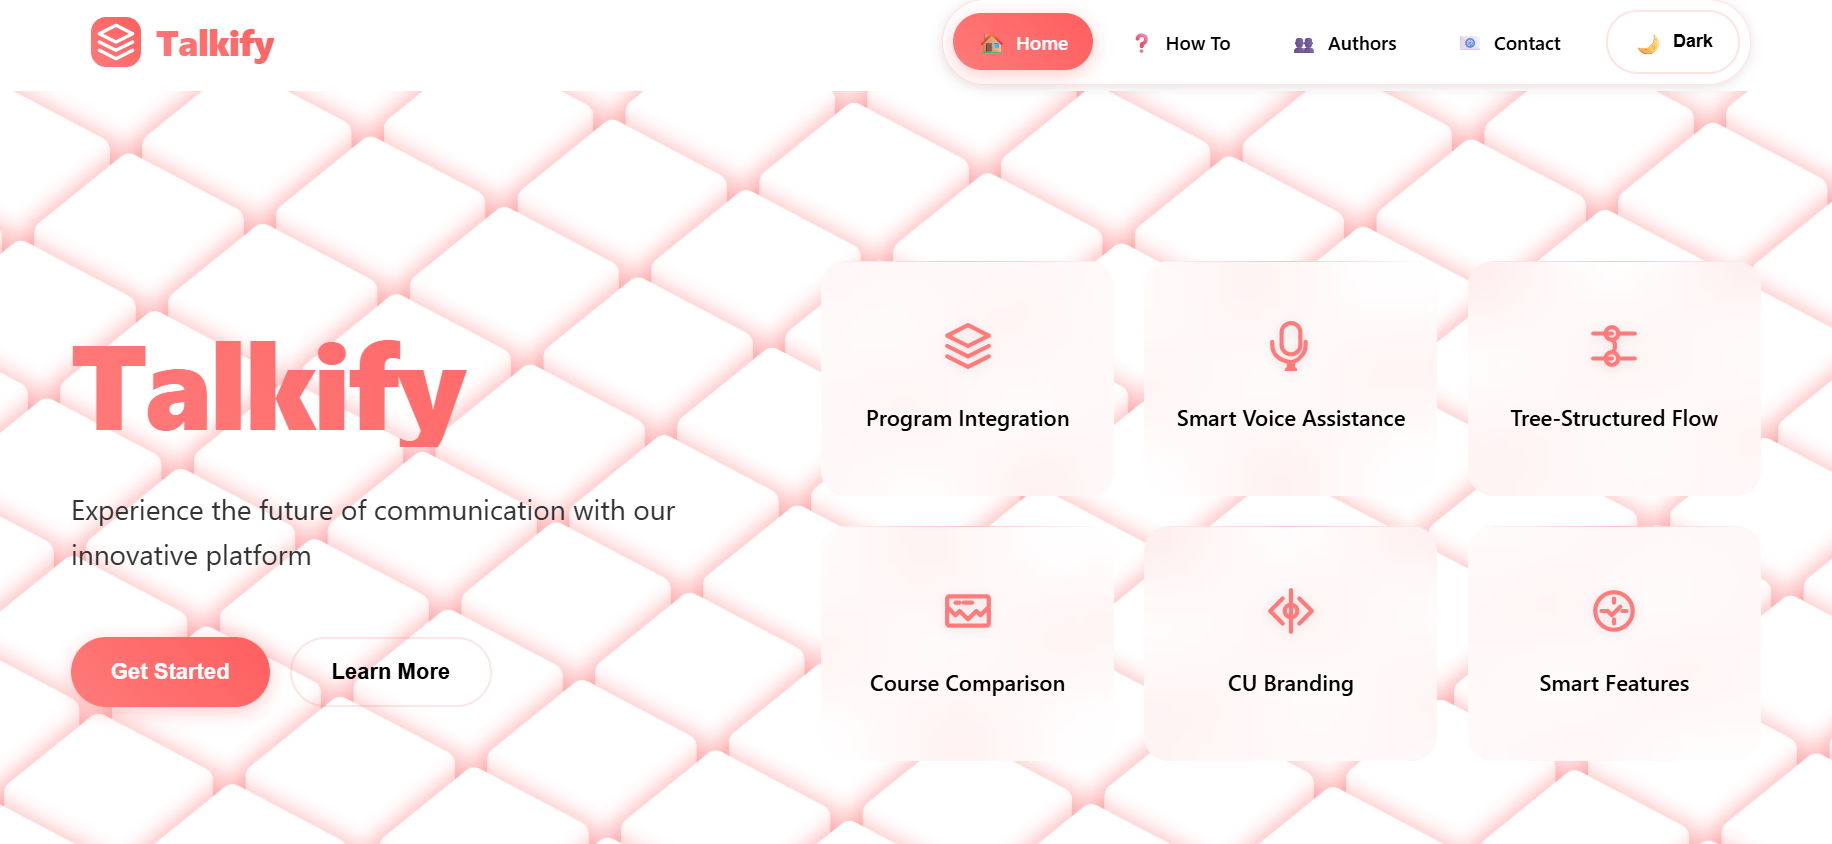 Talkify
Home
How To
Authors
Contact
Dark
Talkify
Experience the future of communication with our
innovative platform
Get Started
Learn More
Program Integration
Smart Voice Assistance
Tree-Structured Flow
Course Comparison
CU Branding
Smart Features